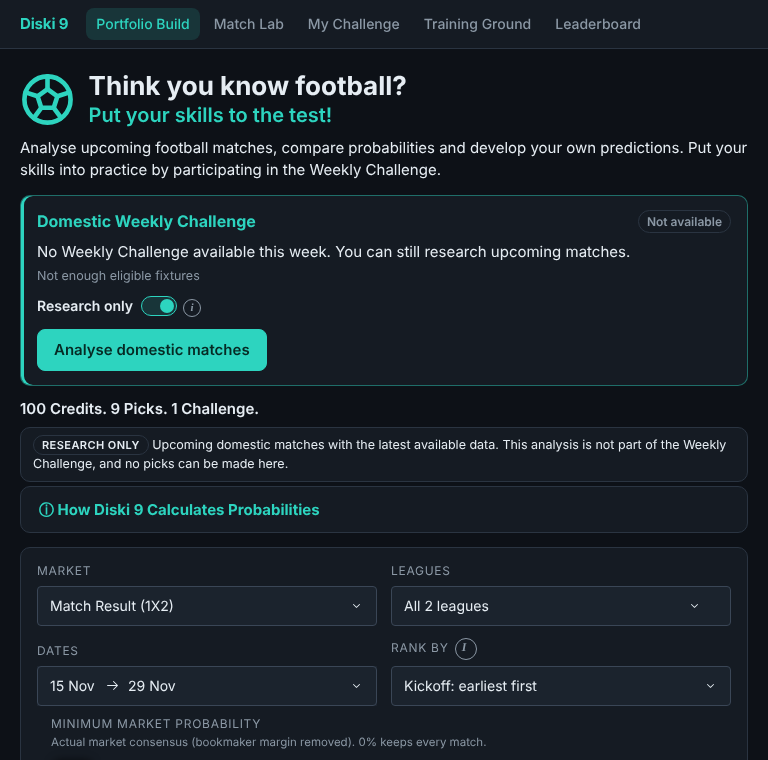 Diski 9 Portfolio Build Match Lab My Challenge Training Ground Leaderboard
Think you know football?
Put your skills to the test!
Analyse upcoming football matches, compare probabilities and develop your own predictions. Put your
skills into practice by participating in the Weekly Challenge.
Domestic Weekly Challenge Not available
No Weekly Challenge available this week. You can still research upcoming matches.
Not enough eligible fixtures
Research only i
Analyse domestic matches
100 Credits. 9 Picks. 1 Challenge.
RESEARCH ONLY Upcoming domestic matches with the latest available data. This analysis is not part of the Weekly
Challenge, and no picks can be made here.
ⓘ How Diski 9 Calculates Probabilities
MARKET LEAGUES
Match Result (1X2) All 2 leagues
DATES RANK BY i
15 Nov → 29 Nov Kickoff: earliest first
MINIMUM MARKET PROBABILITY
Actual market consensus (bookmaker margin removed). 0% keeps every match.